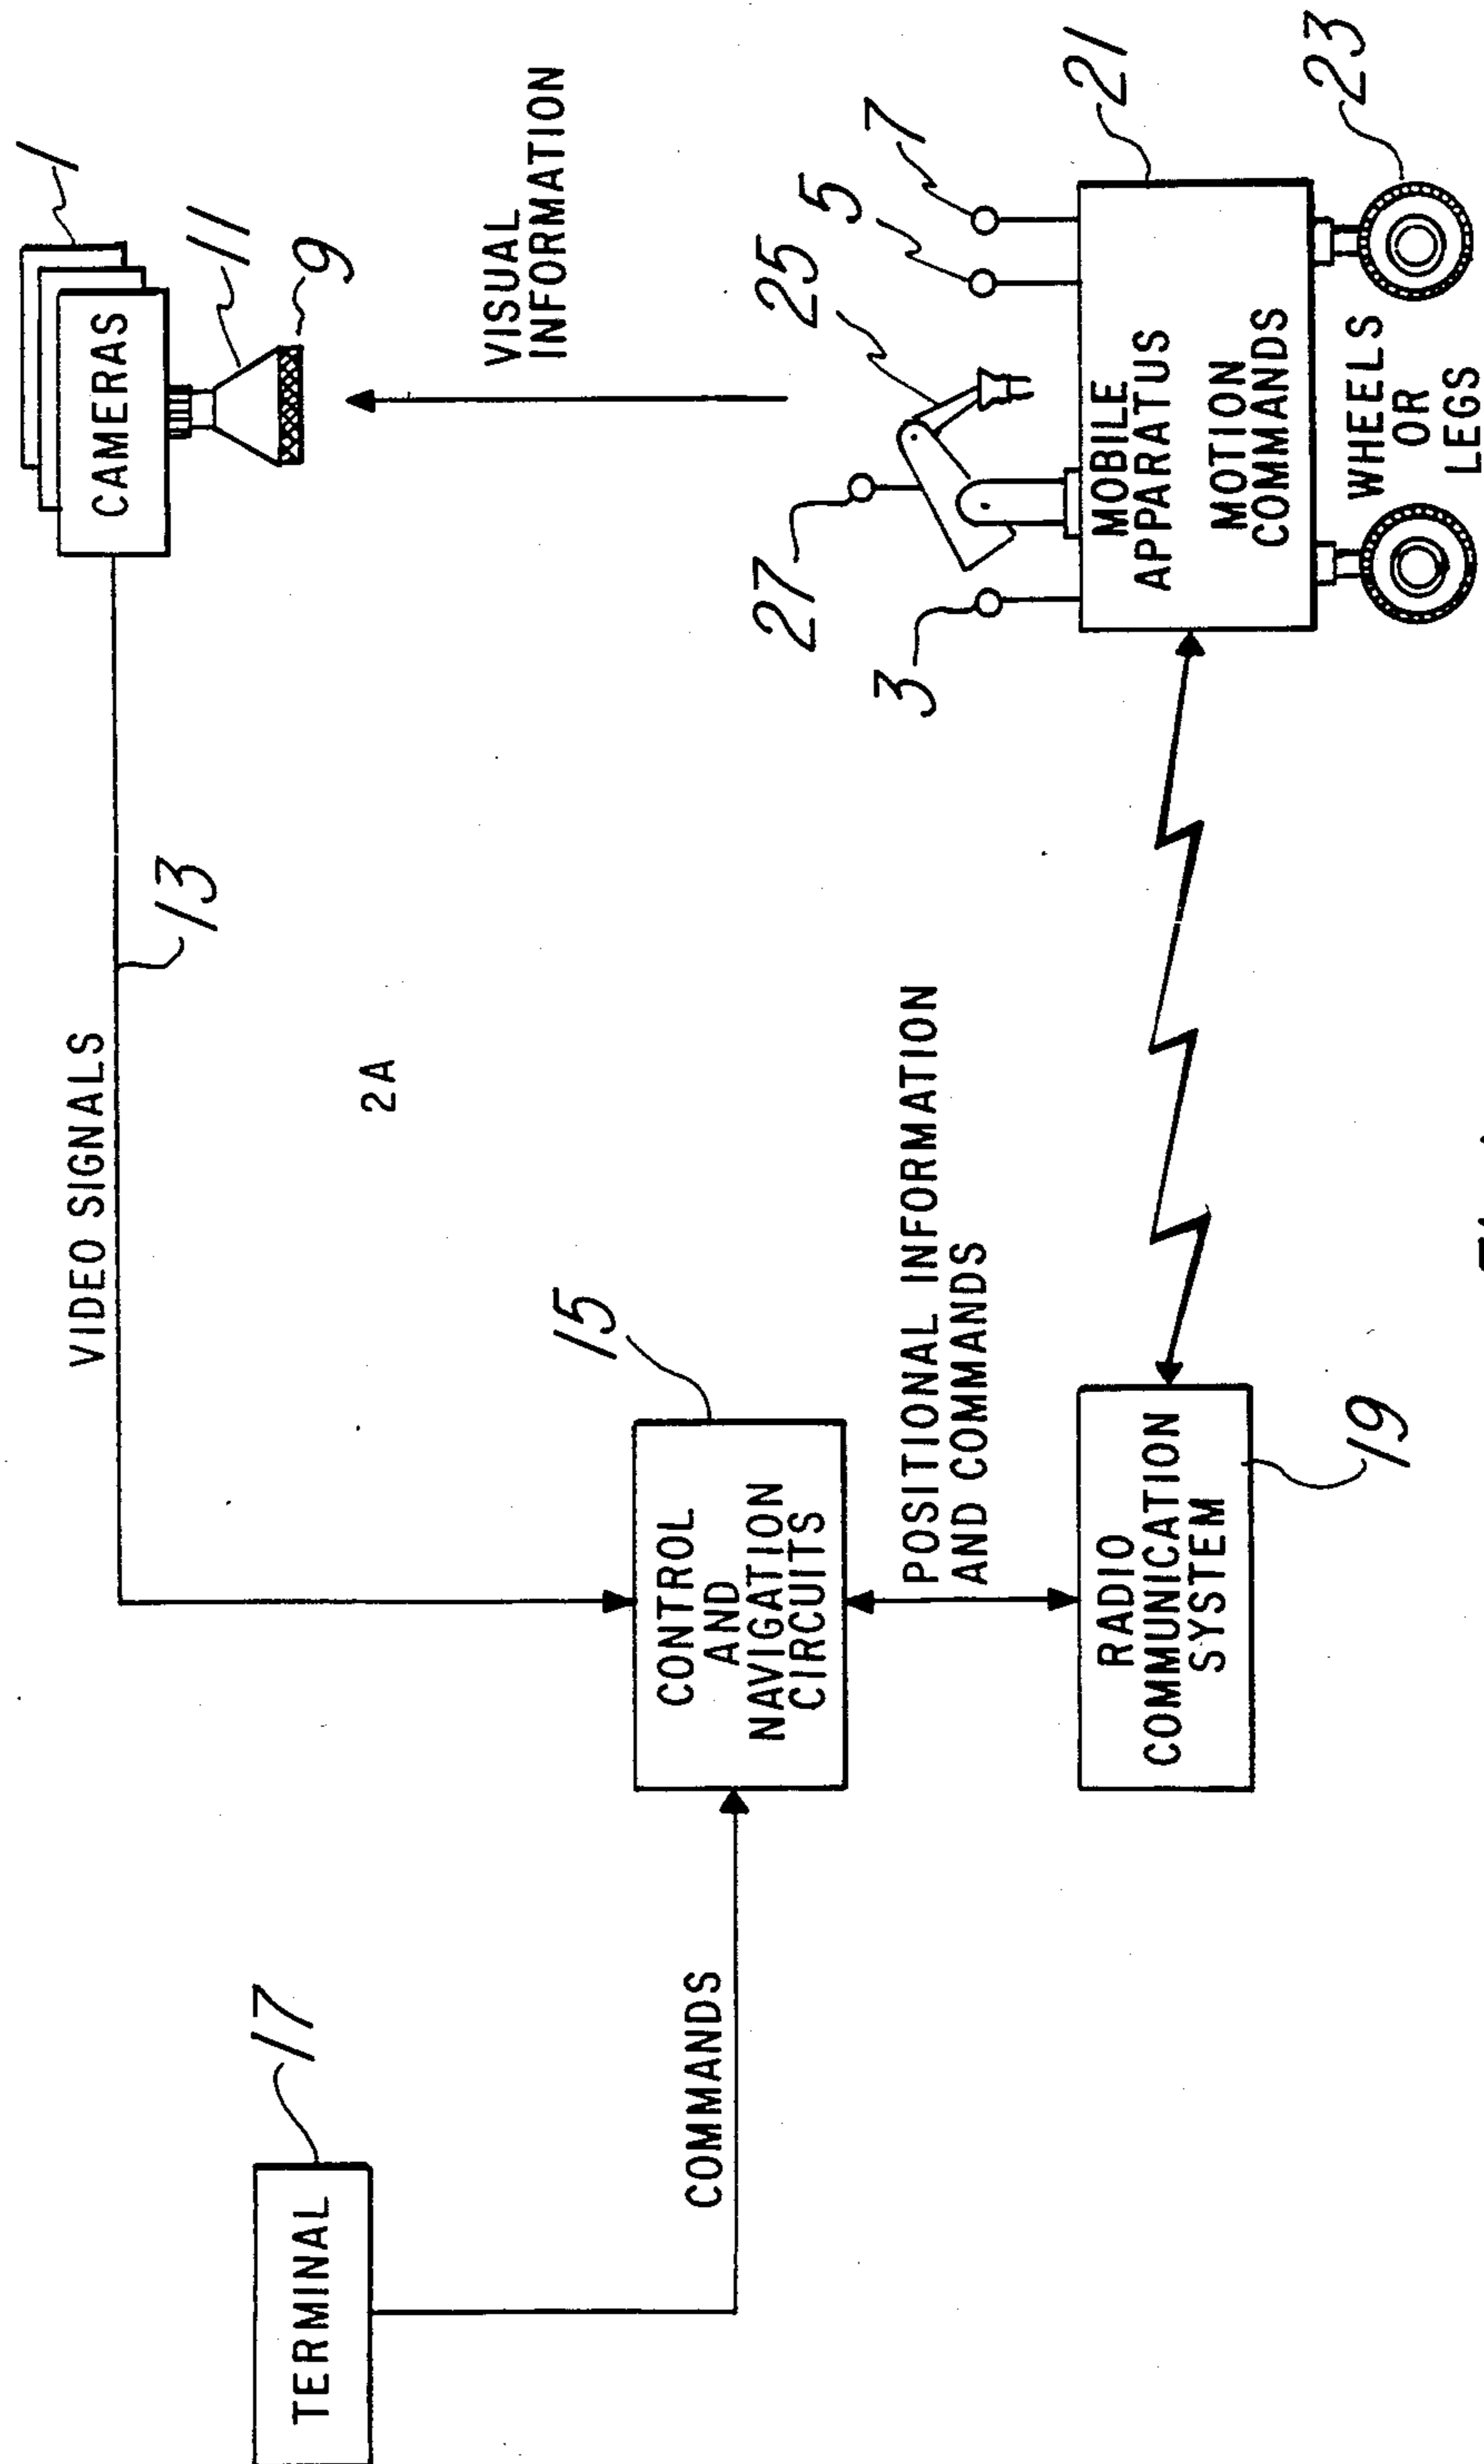 CAMERAS
1
11
9
VIDEO SIGNALS
13
VISUAL
INFORMATION
2A
17
TERMINAL
COMMANDS
15
CONTROL
AND
NAVIGATION
CIRCUITS
POSITIONAL INFORMATION
AND COMMANDS
RADIO
COMMUNICATION
SYSTEM
19
3
27
25
5
7
21
MOBILE
APPARATUS
MOTION
COMMANDS
WHEELS
OR
LEGS
23